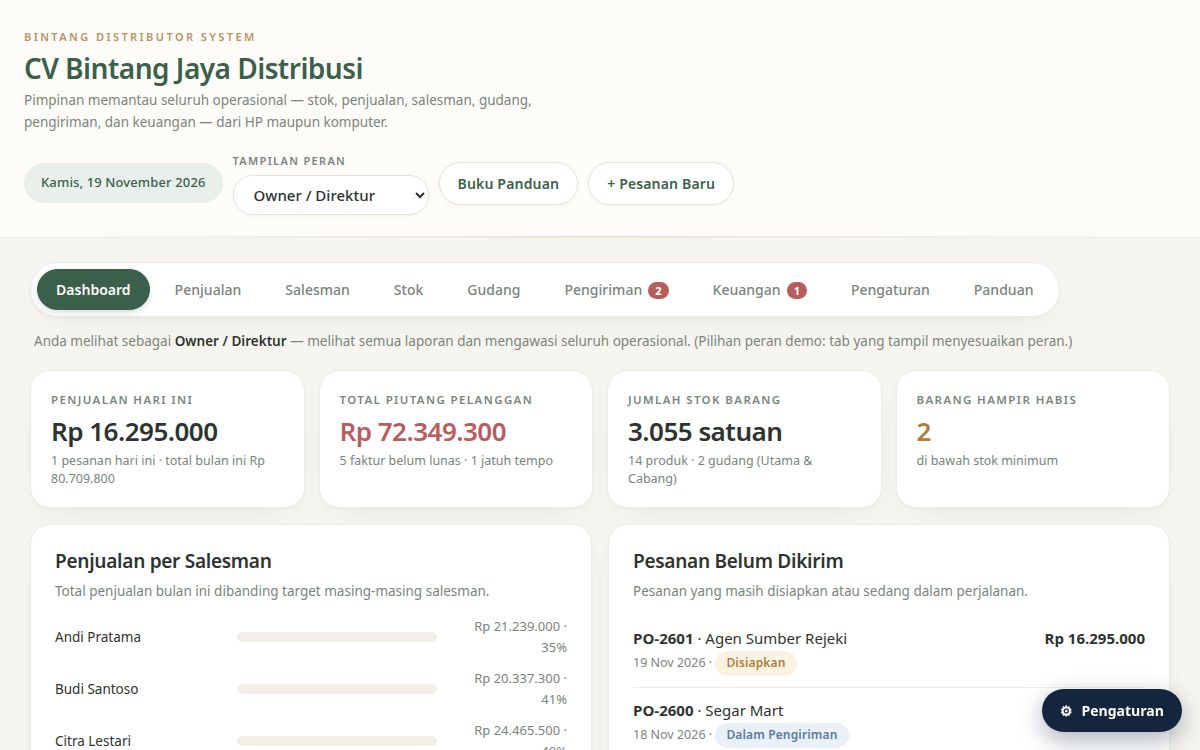 BINTANG DISTRIBUTOR SYSTEM
CV Bintang Jaya Distribusi
Pimpinan memantau seluruh operasional — stok, penjualan, salesman, gudang,
pengiriman, dan keuangan — dari HP maupun komputer.
TAMPILAN PERAN
Kamis, 19 November 2026
Owner / Direktur
Buku Panduan
+ Pesanan Baru
Dashboard
Penjualan
Salesman
Stok
Gudang
Pengiriman 2
Keuangan 1
Pengaturan
Panduan
Anda melihat sebagai Owner / Direktur — melihat semua laporan dan mengawasi seluruh operasional. (Pilihan peran demo: tab yang tampil menyesuaikan peran.)
PENJUALAN HARI INI
Rp 16.295.000
1 pesanan hari ini · total bulan ini Rp
80.709.800
TOTAL PIUTANG PELANGGAN
Rp 72.349.300
5 faktur belum lunas · 1 jatuh tempo
JUMLAH STOK BARANG
3.055 satuan
14 produk · 2 gudang (Utama &
Cabang)
BARANG HAMPIR HABIS
2
di bawah stok minimum
Penjualan per Salesman
Total penjualan bulan ini dibanding target masing-masing salesman.
Andi Pratama
Rp 21.239.000 ·
35%
Budi Santoso
Rp 20.337.300 ·
41%
Citra Lestari
Rp 24.465.500 ·
Pesanan Belum Dikirim
Pesanan yang masih disiapkan atau sedang dalam perjalanan.
PO-2601 · Agen Sumber Rejeki
Rp 16.295.000
19 Nov 2026 · Disiapkan
PO-2600 · Segar Mart
18 Nov 2026 · Dalam Pengiriman
⚙ Pengaturan